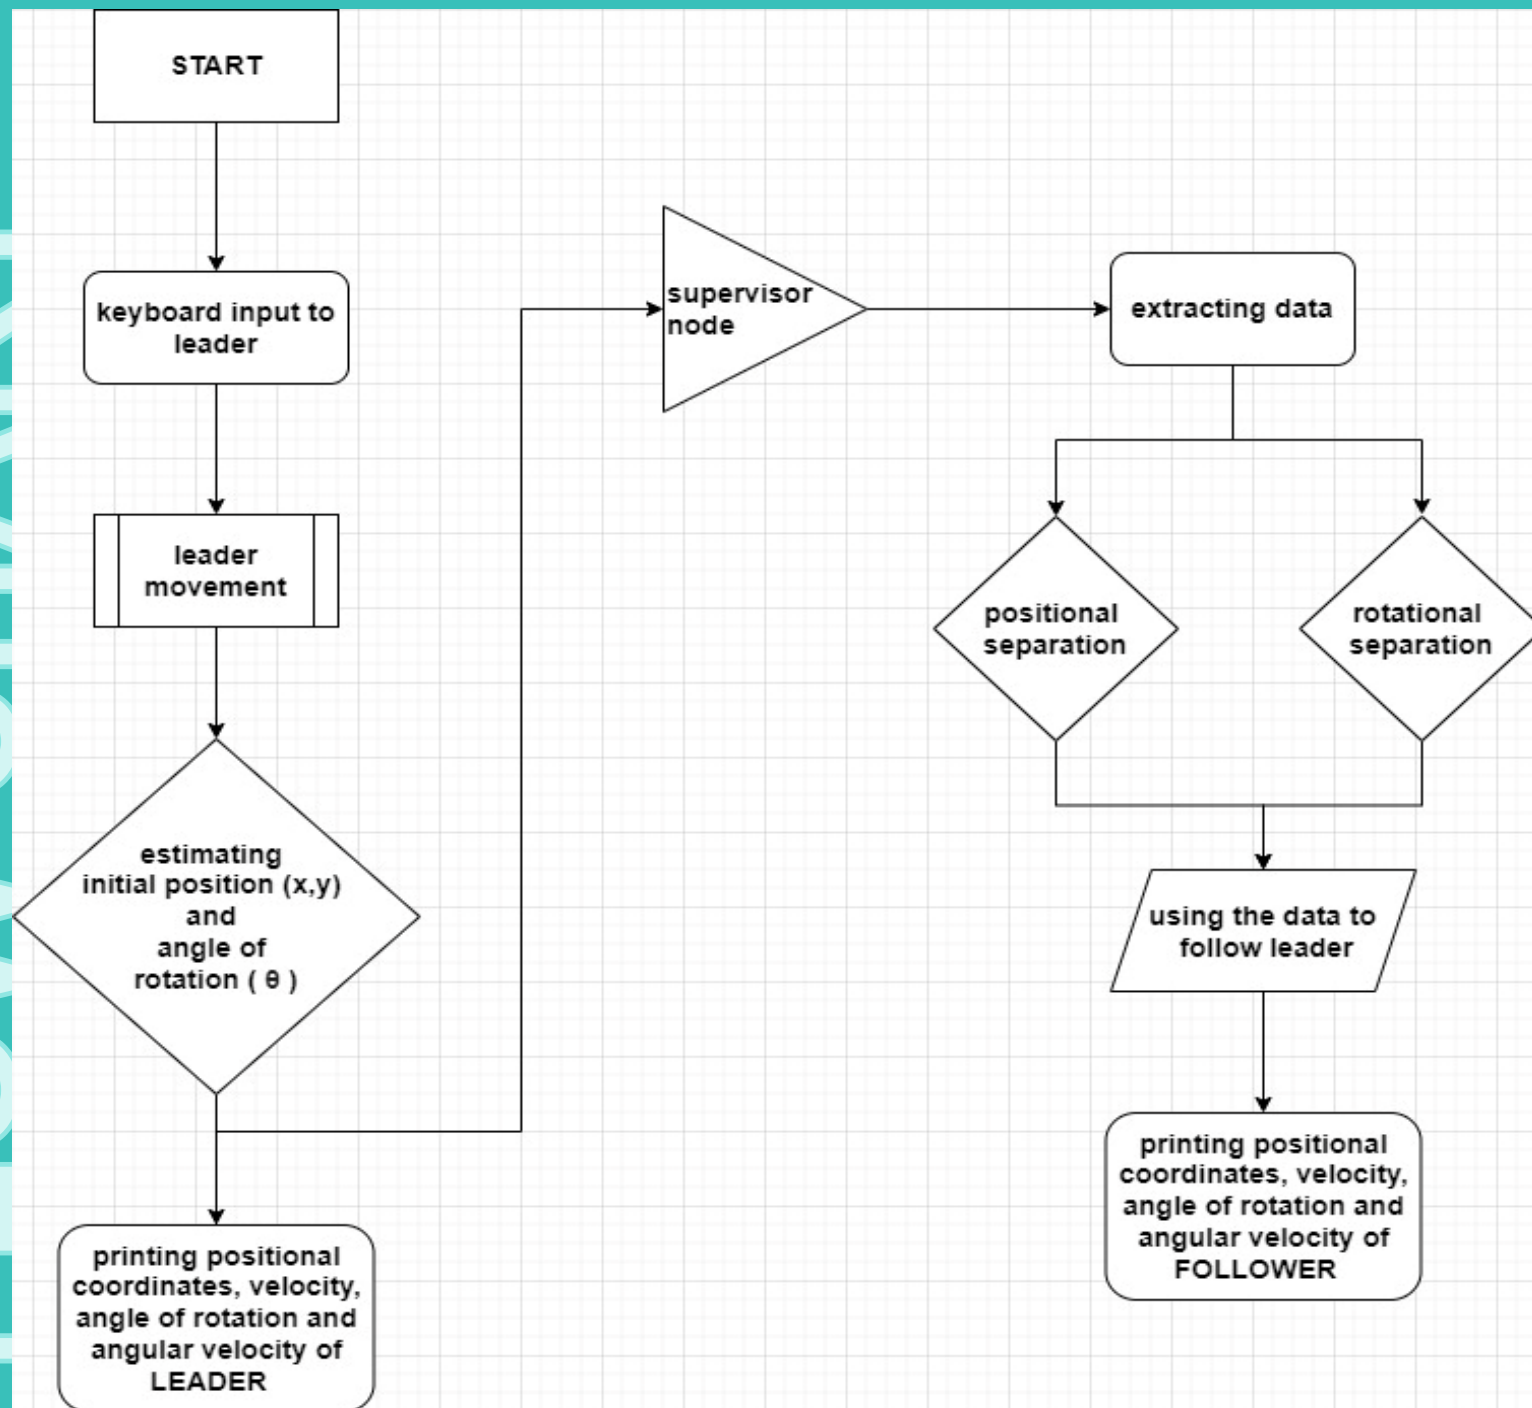 START
keyboard input to
leader
leader
movement
estimating
initial position (x,y)
and
angle of
rotation ( θ )
printing positional
coordinates, velocity,
angle of rotation and
angular velocity of
LEADER
supervisor
node
extracting data
positional
separation
rotational
separation
using the data to
follow leader
printing positional
coordinates, velocity,
angle of rotation and
angular velocity of
FOLLOWER